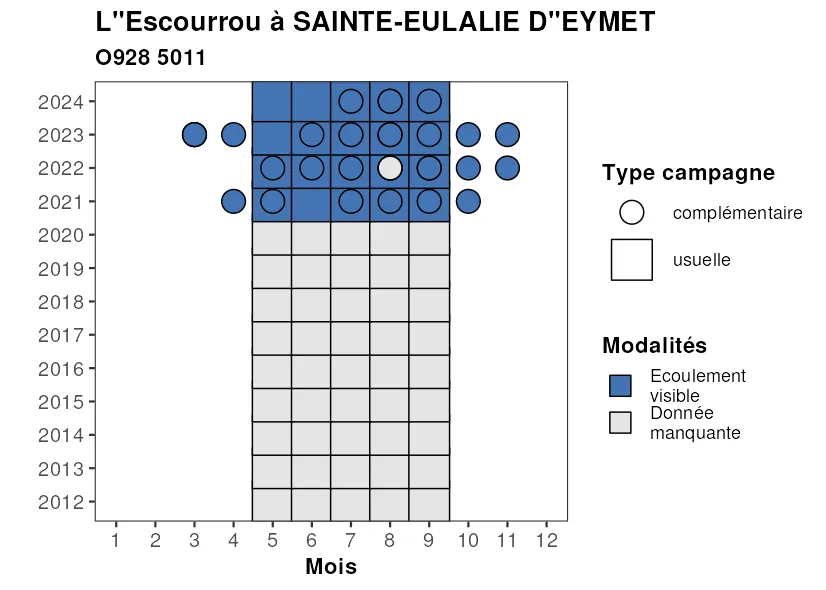 L"Escourrou à SAINTE-EULALIE D"EYMET
O928 5011
2024
2023
2022
2021
2020
2019
2018
2017
2016
2015
2014
2013
2012
1 2 3 4 5 6 7 8 9 10 11 12
Mois
Type campagne
complémentaire
usuelle
Modalités
Ecoulement
visible
Donnée
manquante